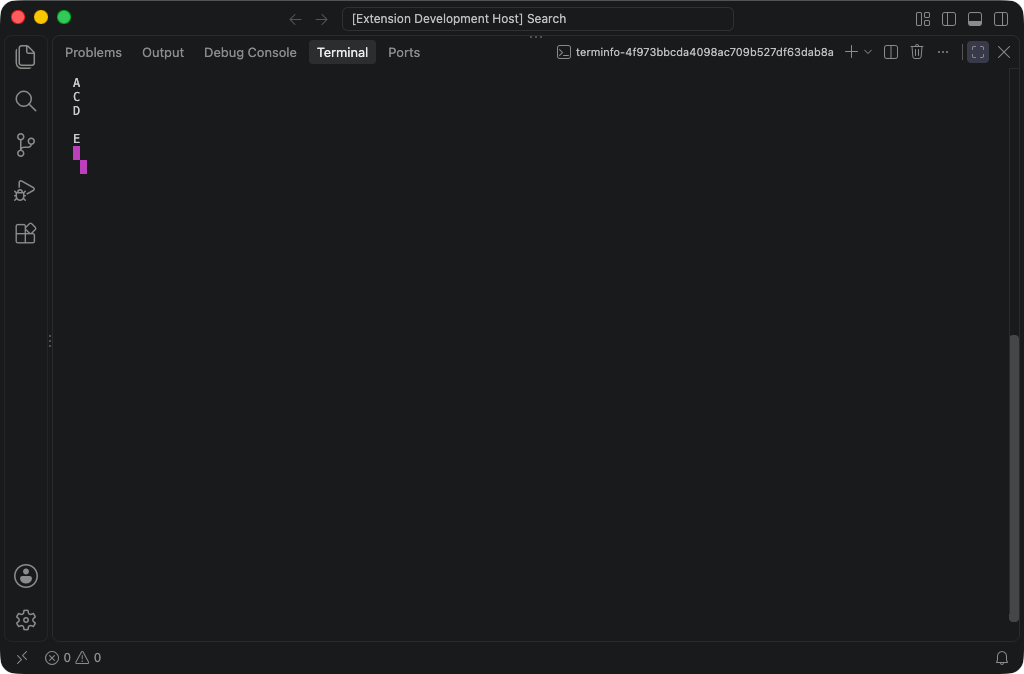 [Extension Development Host] Search
Problems Output Debug Console Terminal Ports
terminfo-4f973bbcda4098ac709b527df63dab8a
A
C
D
E
0 0